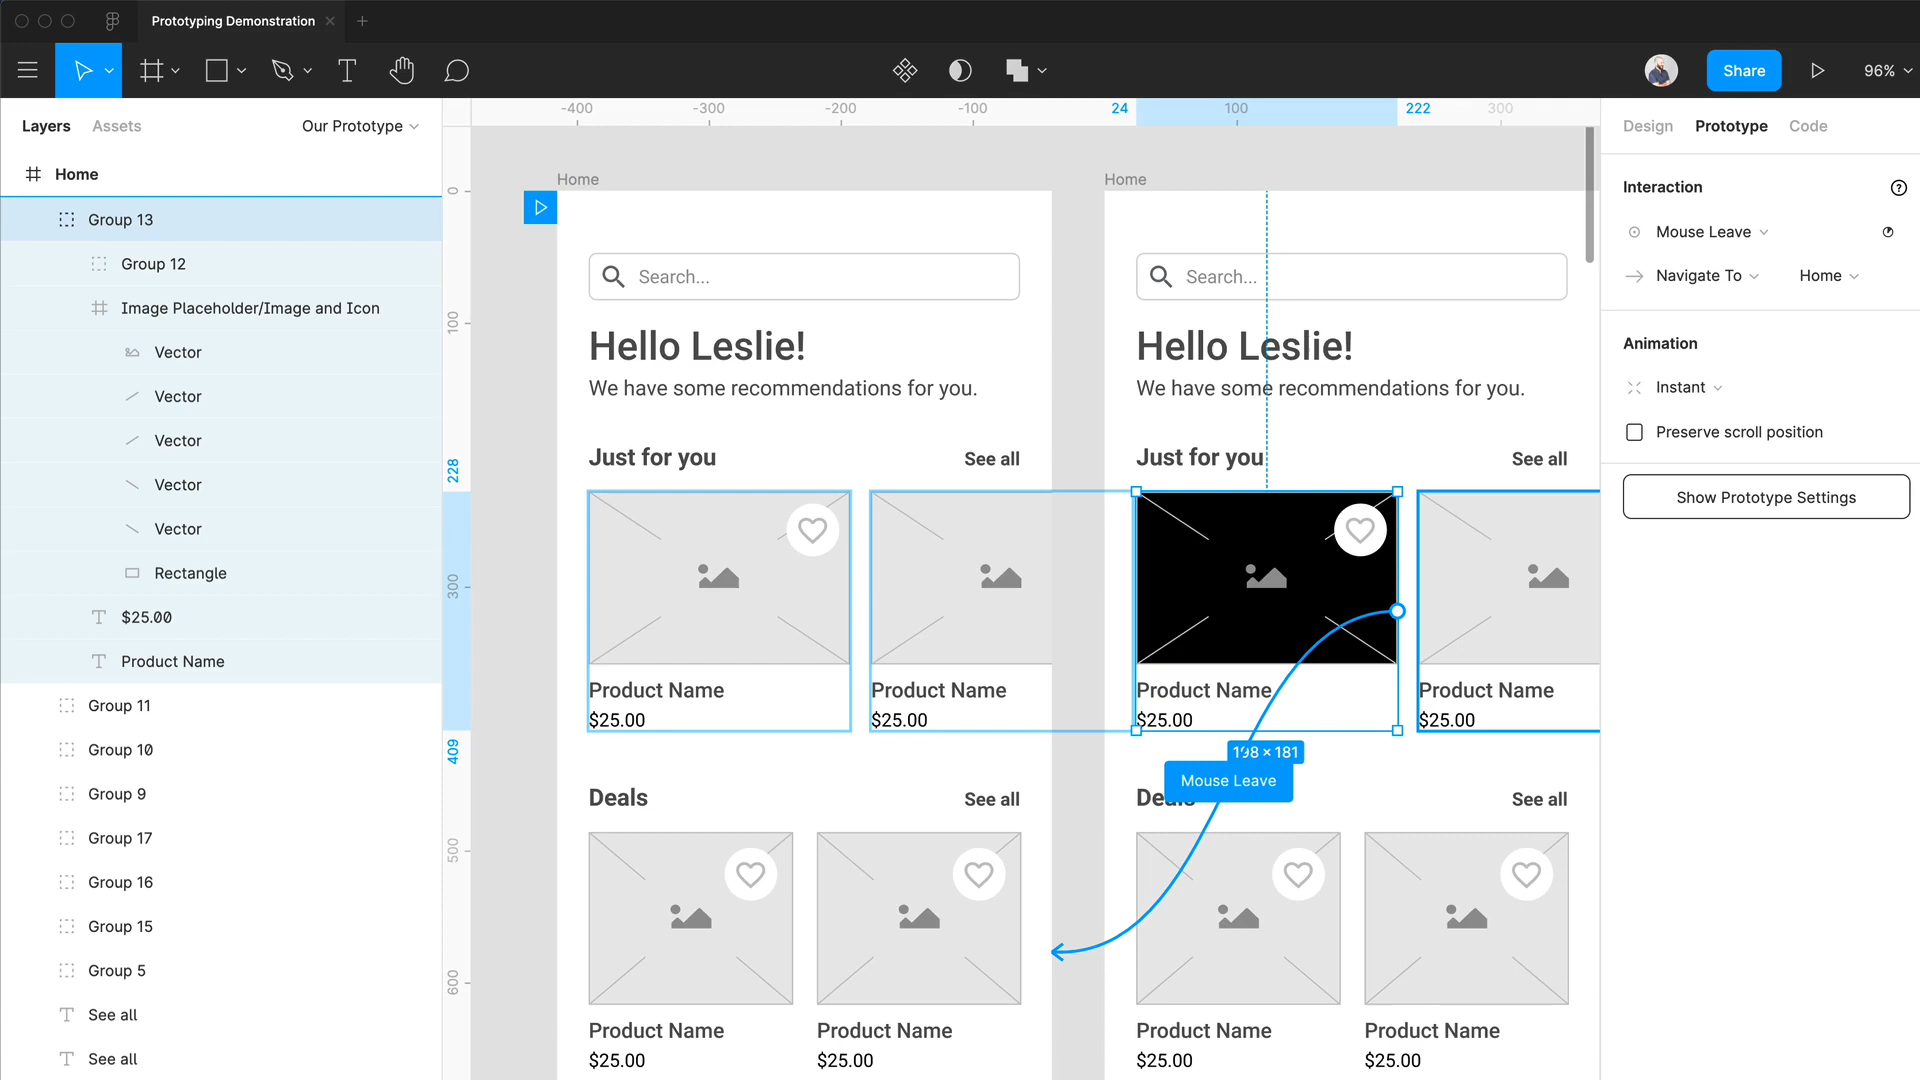 Prototyping Demonstration
Share
96%
Layers
Assets
Our Prototype
Home
Group 13
Group 12
Image Placeholder/Image and Icon
Vector
Vector
Vector
Vector
Vector
Rectangle
$25.00
Product Name
Group 11
Group 10
Group 9
Group 17
Group 16
Group 15
Group 5
See all
See all
-400
-300
-200
-100
24
100
222
300
0
100
228
300
409
500
600
Home
Search...
Hello Leslie!
We have some recommendations for you.
Just for you
See all
Product Name
$25.00
Product Name
$25.00
Deals
See all
Product Name
$25.00
Product Name
$25.00
Home
Search...
Hello Leslie!
We have some recommendations for you.
Just for you
See all
Product Name
$25.00
Product Name
$25.00
198 × 181
Mouse Leave
Deals
See all
Product Name
$25.00
Product Name
$25.00
Design
Prototype
Code
Interaction
Mouse Leave
Navigate To
Home
Animation
Instant
Preserve scroll position
Show Prototype Settings